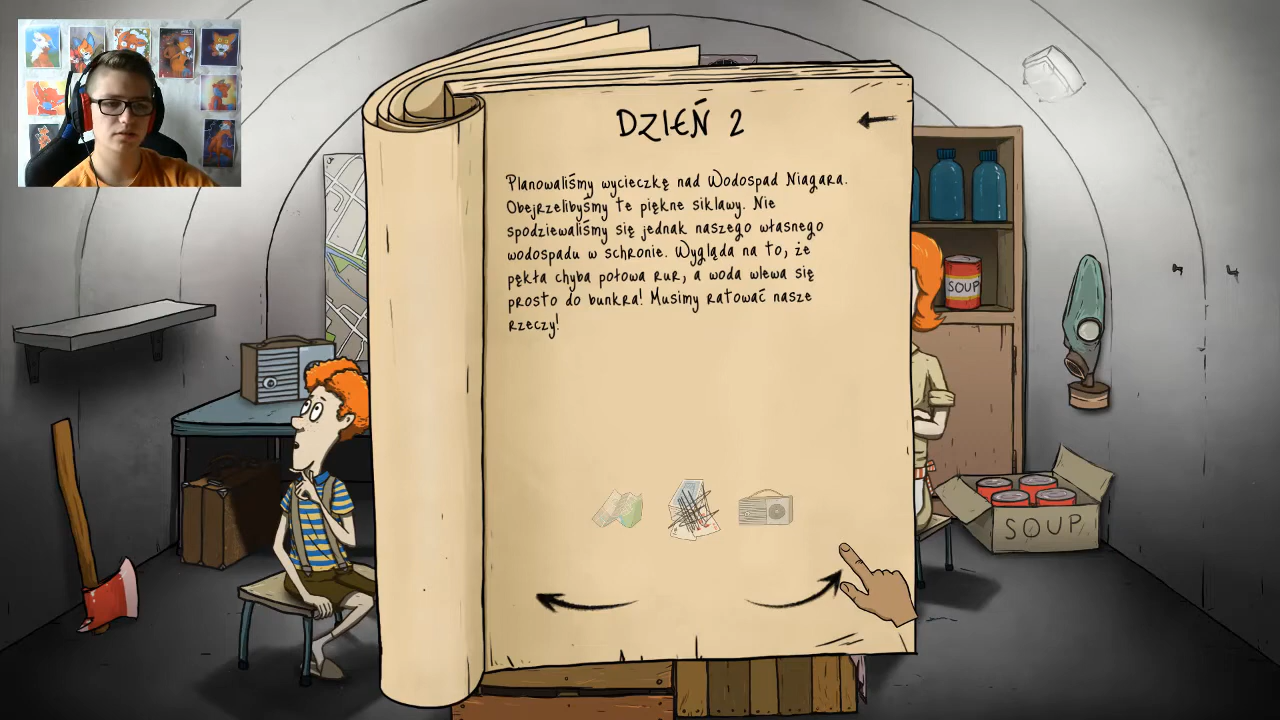 DZIEŃ 2
Planowaliśmy wycieczkę nad Wodospad Niagara.
Obejrzelibyśmy te piękne siklawy. Nie
spodziewaliśmy się jednak naszego własnego
wodospadu w schronie. Wygląda na to, że
pękła chyba połowa rur, a woda wlewa się
prosto do bunkra! Musimy ratować nasze
rzeczy!
SOUP
SOUP